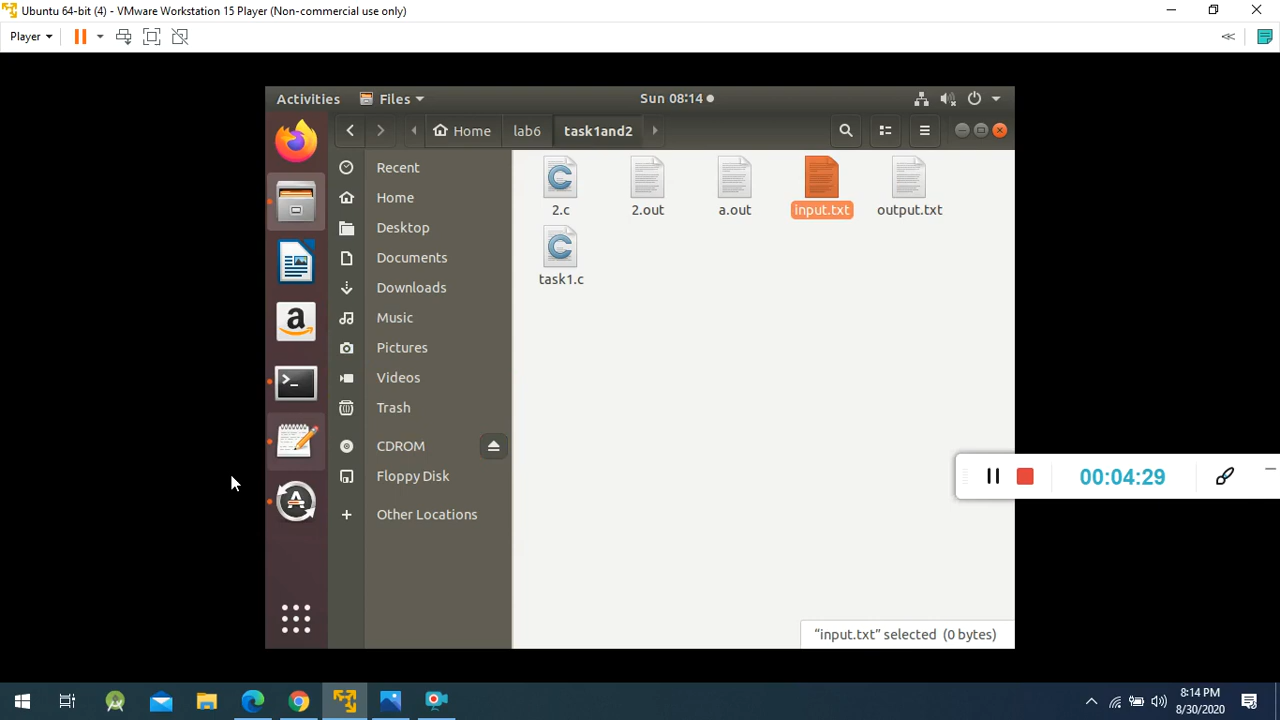 Ubuntu 64-bit (4) - VMware Workstation 15 Player (Non-commercial use only)
Player
Activities Files Sun 08:14
Home lab6 task1and2
Recent
Home
Desktop
Documents
Downloads
Music
Pictures
Videos
Trash
CDROM
Floppy Disk
Other Locations
2.c 2.out a.out input.txt output.txt
task1.c
00:04:29
“input.txt” selected (0 bytes)
8:14 PM
8/30/2020